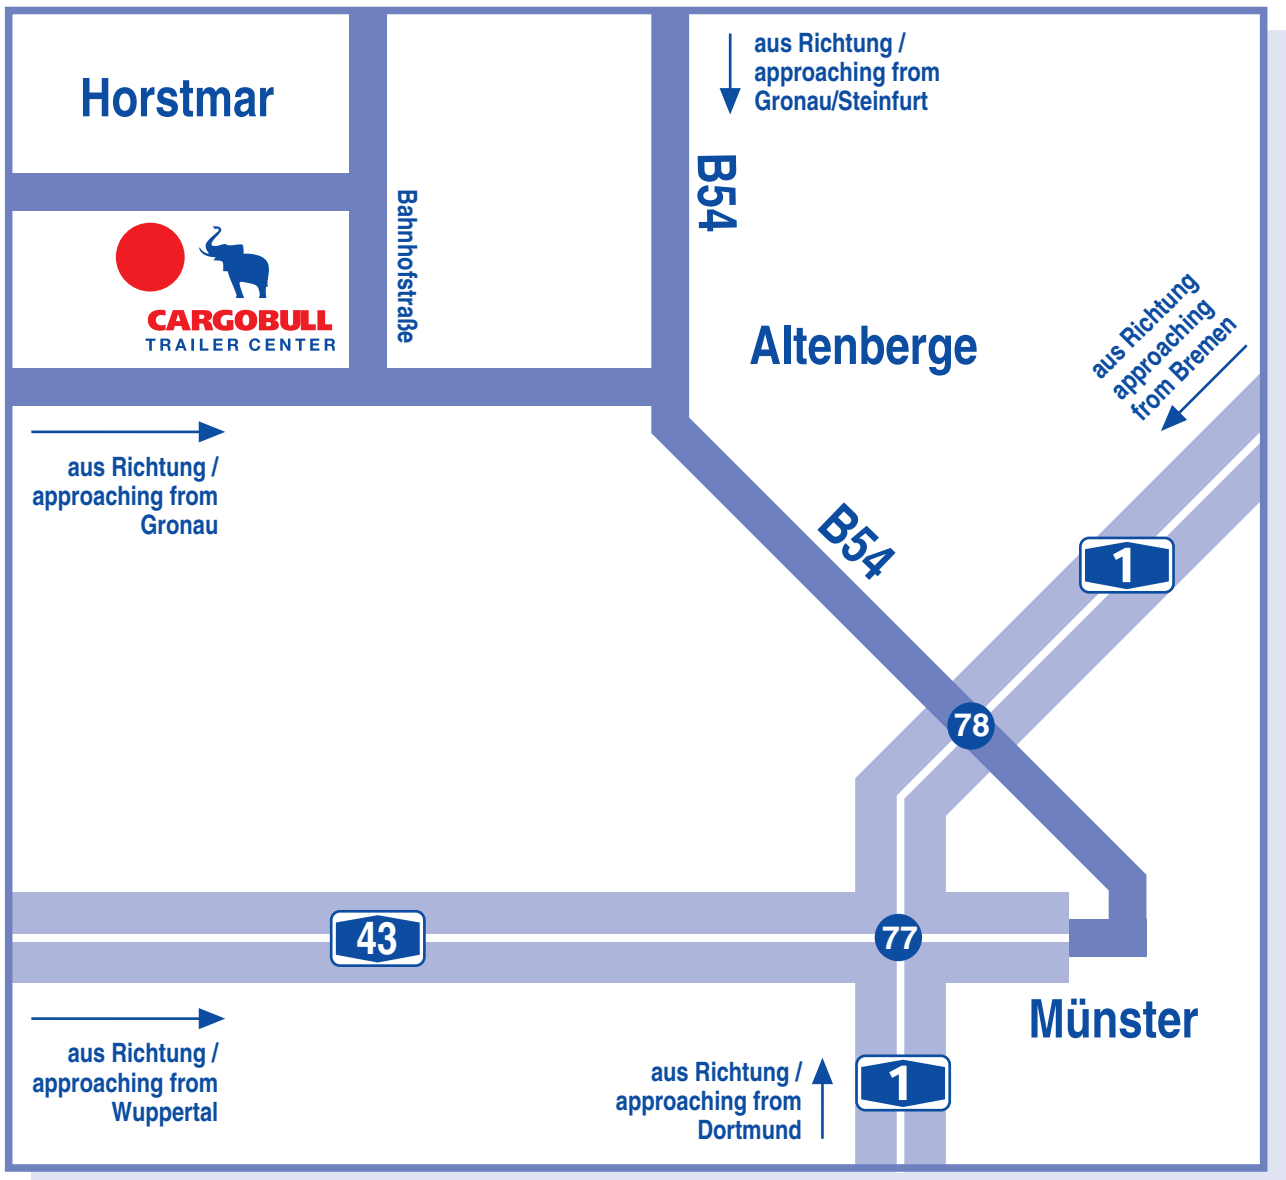 Horstmar
aus Richtung /
approaching from
Gronau/Steinfurt
B54
Bahnhofstraße
CARGOBULL
TRAILER CENTER
Altenberge
aus Richtung
approaching
from Bremen
aus Richtung /
approaching from
Gronau
B54
1
78
43
77
Münster
aus Richtung /
approaching from
Wuppertal
aus Richtung /
approaching from
Dortmund
1